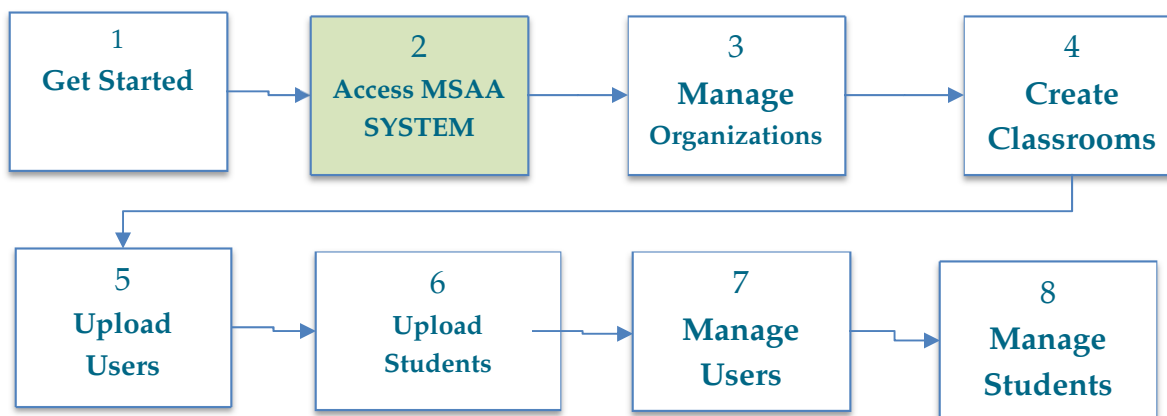 1
Get Started
2
Access MSAA
SYSTEM
3
Manage
Organizations
4
Create
Classrooms
5
Upload
Users
6
Upload
Students
7
Manage
Users
8
Manage
Students